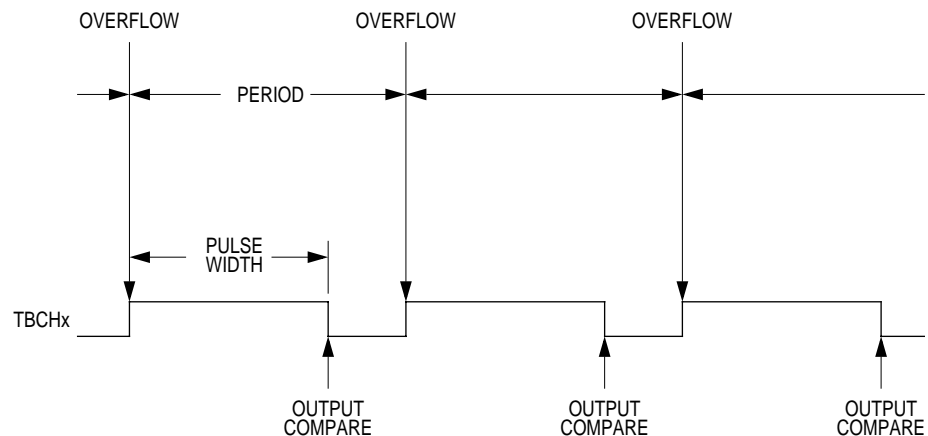 OVERFLOW
OVERFLOW
OVERFLOW
PERIOD
PULSE
WIDTH
TBCHx
OUTPUT
COMPARE
OUTPUT
COMPARE
OUTPUT
COMPARE